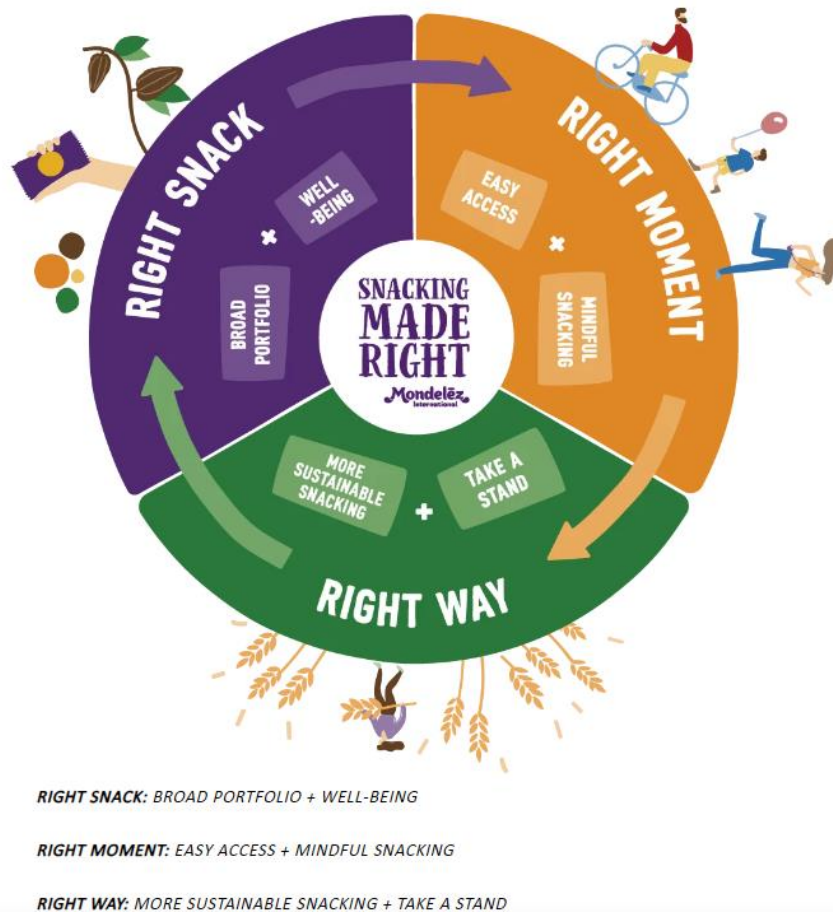 RIGHT SNACK
WELL
-BEING
+
BROAD
PORTFOLIO
RIGHT MOMENT
EASY
ACCESS
+
MINDFUL
SNACKING
SNACKING
MADE
RIGHT
Mondelēz
International
MORE
SUSTAINABLE
SNACKING
+
TAKE A
STAND
RIGHT WAY
RIGHT SNACK: BROAD PORTFOLIO + WELL-BEING
RIGHT MOMENT: EASY ACCESS + MINDFUL SNACKING
RIGHT WAY: MORE SUSTAINABLE SNACKING + TAKE A STAND